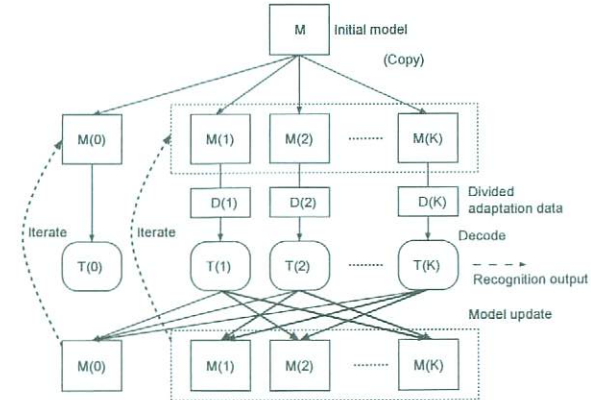 M Initial model
(Copy)
M(0) M(1) M(2) M(K)
D(1) D(2) D(K) Divided
adaptation data
Decode
Iterate Iterate
T(0) T(1) T(2) T(K)
Recognition output
Model update
M(0) M(1) M(2) M(K)